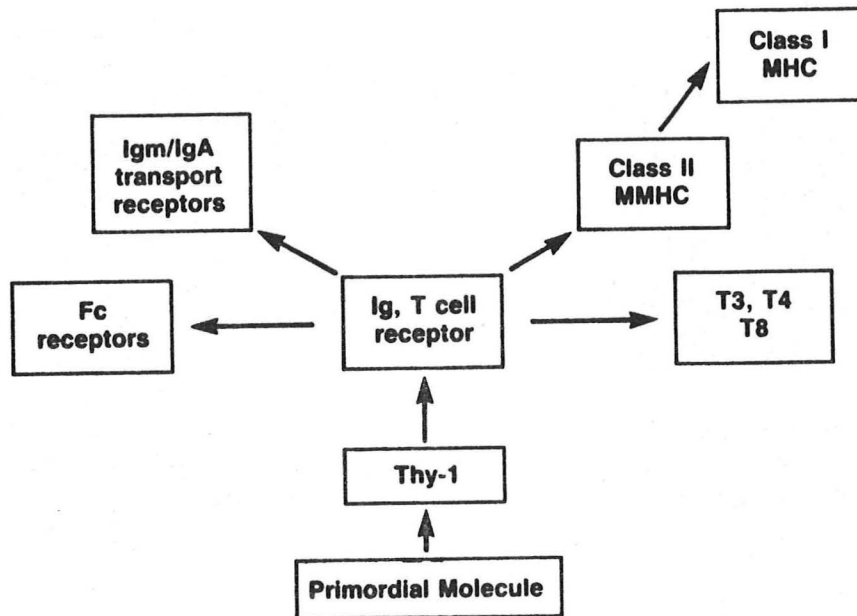 Class I
MHC
Igm/IgA
transport
receptors
Class II
MMHC
Fc
receptors
Ig, T cell
receptor
T3, T4
T8
Thy-1
Primordial Molecule